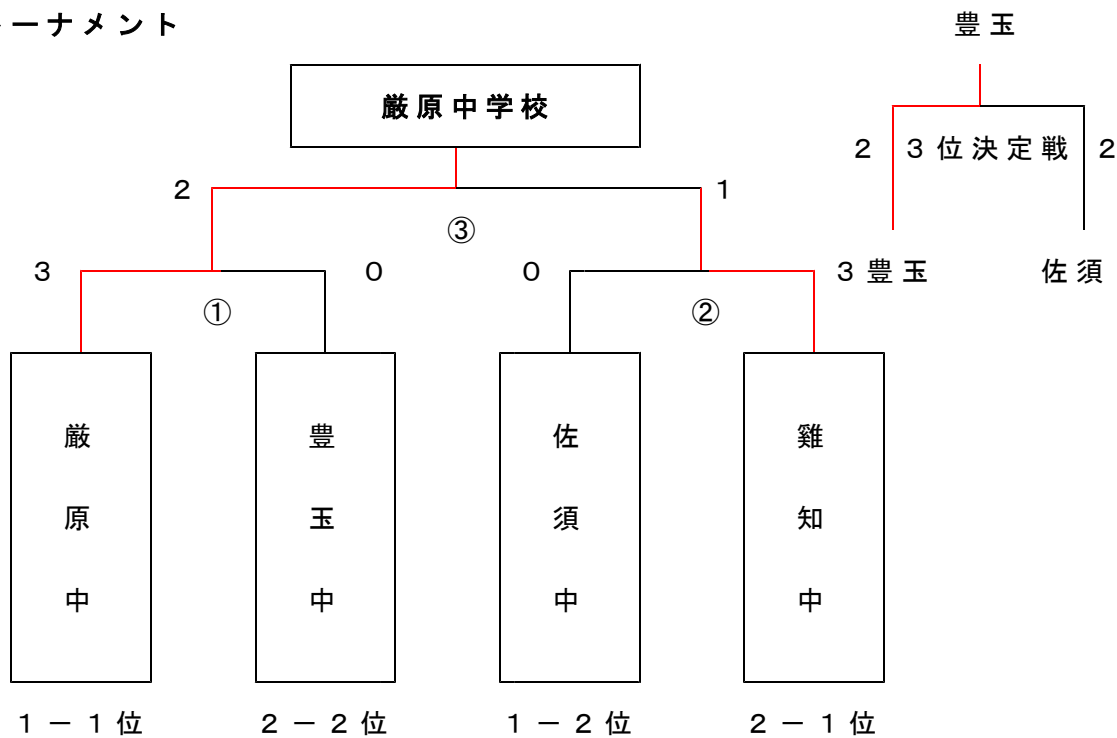 ーナメント
豊玉
厳原中学校
2 3位決定戦 2
2 1
③
3 0 0 3 豊玉 佐須
① ②
厳原中
豊玉中
佐須中
雞知中
1－1位 2－2位 1－2位 2－1位